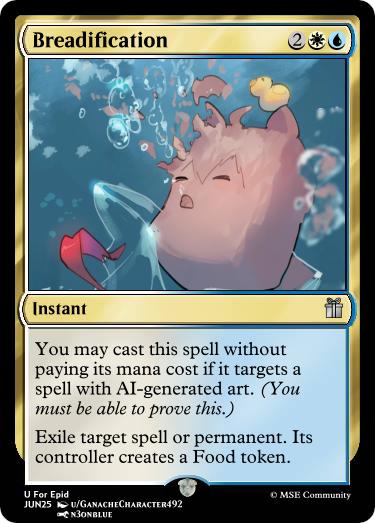 Breadification 2
Instant
You may cast this spell without
paying its mana cost if it targets a
spell with AI-generated art. (You
must be able to prove this.)
Exile target spell or permanent. Its
controller creates a Food token.
U For Epid
JUN25 u/GanacheCharacter492 © MSE Community
n3onblue